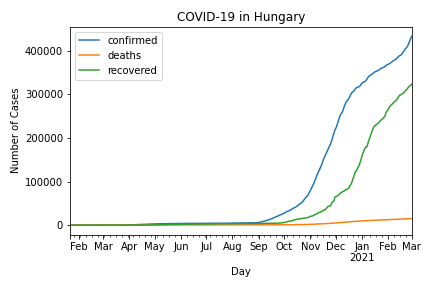 COVID-19 in Hungary
confirmed
deaths
recovered
Number of Cases
400000
300000
200000
100000
0
Feb Mar Apr May Jun Jul Aug Sep Oct Nov Dec Jan Feb Mar
2021
Day